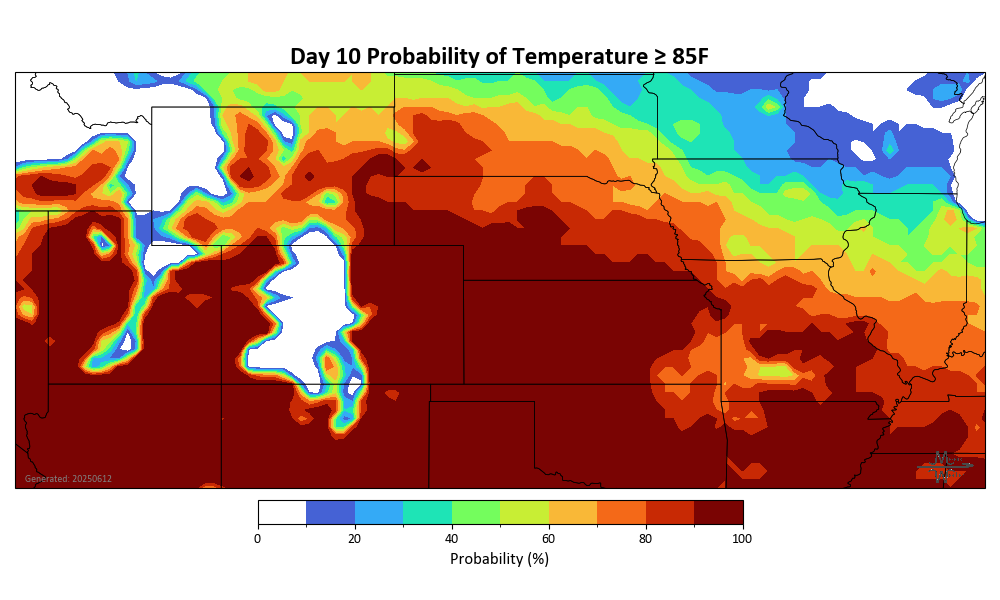 Day 10 Probability of Temperature ≥ 85F
Generated: 20250612
0 20 40 60 80 100
Probability (%)